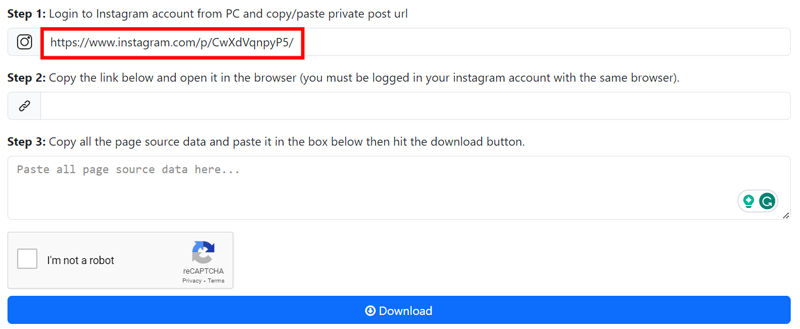 Step 1: Login to Instagram account from PC and copy/paste private post url
https://www.instagram.com/p/CwXdVqnpyP5/
Step 2: Copy the link below and open it in the browser (you must be logged in your instagram account with the same browser).
Step 3: Copy all the page source data and paste it in the box below then hit the download button.
Paste all page source data here...
I'm not a robot
reCAPTCHA
Privacy - Terms
Download